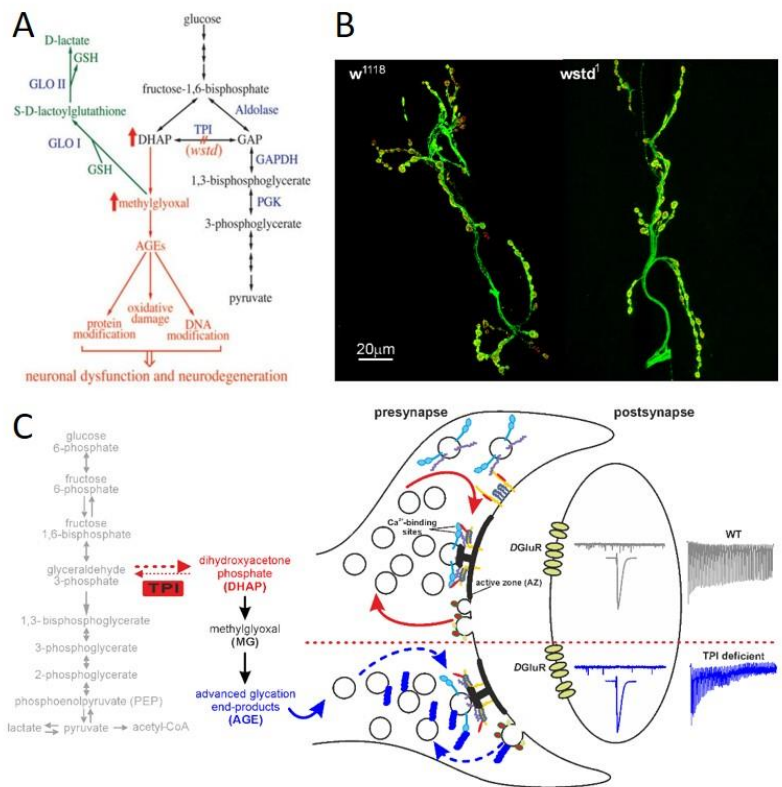 A
glucose
fructose-1,6-bisphosphate
Aldolase
DHAP
TPI
(wstd)
GAP
GAPDH
1,3-bisphosphoglycerate
PGK
3-phosphoglycerate
pyruvate
D-lactate
GSH
GLO II
S-D-lactoylglutathione
GLO I
GSH
methylglyoxal
AGEs
protein
modification
oxidative
damage
DNA
modification
neuronal dysfunction and neurodegeneration
B
w1118
wstd1
20μm
C
glucose
6-phosphate
fructose
6-phosphate
fructose
1,6-bisphosphate
glyceraldehyde
3-phosphate
TPI
1,3-bisphosphoglycerate
3-phosphoglycerate
2-phosphoglycerate
phosphoenolpyruvate (PEP)
lactate
pyruvate
acetyl-CoA
dihydroxyacetone
phosphate
(DHAP)
methylglyoxal
(MG)
advanced glycation
end-products
(AGE)
presynapse
postsynapse
Ca2+-binding
sites
active zone (AZ)
DGluR
WT
DGluR
TPI deficient